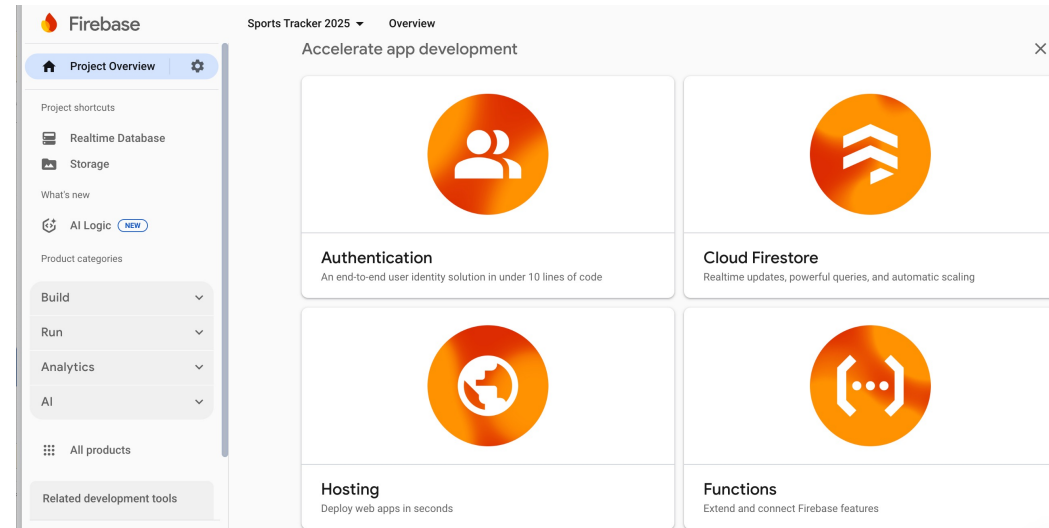 Firebase
Sports Tracker 2025
Overview
Project Overview
Project shortcuts
Realtime Database
Storage
What's new
AI Logic NEW
Product categories
Build
Run
Analytics
AI
All products
Related development tools
Accelerate app development
Authentication
An end-to-end user identity solution in under 10 lines of code
Cloud Firestore
Realtime updates, powerful queries, and automatic scaling
Hosting
Deploy web apps in seconds
Functions
Extend and connect Firebase features